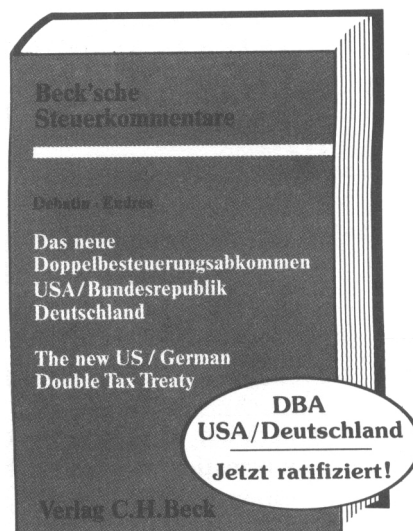 Beck'sche
Steuerkommentare
Debatin · Endres
Das neue
Doppelbesteuerungsabkommen
USA/Bundesrepublik
Deutschland
The new US / German
Double Tax Treaty
DBA
USA/Deutschland
Jetzt ratifiziert!
Verlag C.H.Beck